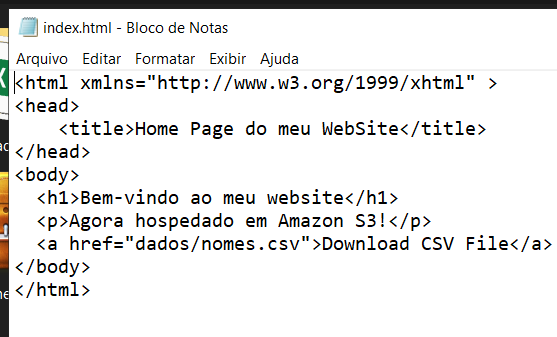 index.html - Bloco de Notas
Arquivo Editar Formatar Exibir Ajuda
<html xmlns="http://www.w3.org/1999/xhtml" >
<head>
    <title>Home Page do meu WebSite</title>
</head>
<body>
  <h1>Bem-vindo ao meu website</h1>
  <p>Agora hospedado em Amazon S3!</p>
  <a href="dados/nomes.csv">Download CSV File</a>
</body>
</html>